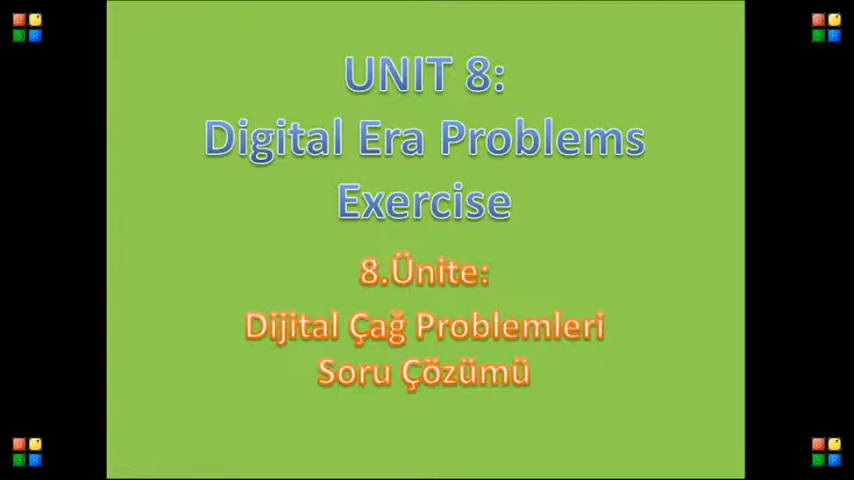 UNIT 8:
Digital Era Problems
Exercise
8.Ünite:
Dijital Çağ Problemleri
Soru Çözümü